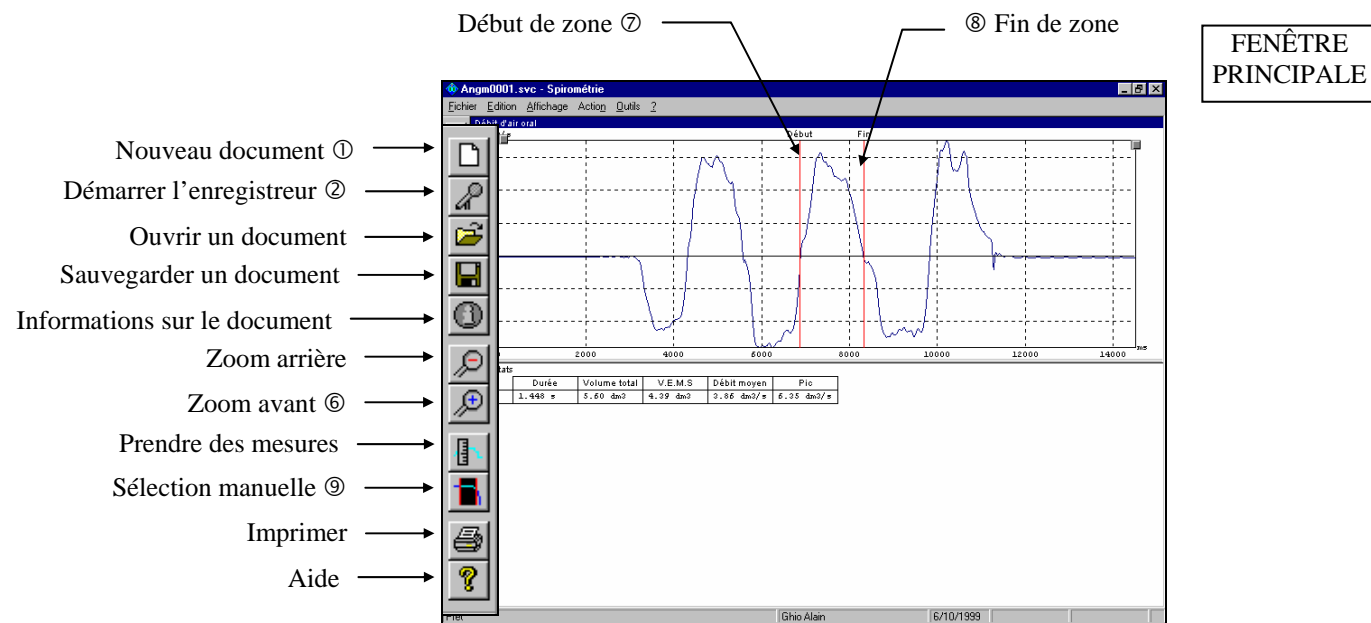 Début de zone ⑦
⑧ Fin de zone
FENÊTRE
PRINCIPALE
Angm0001.svc - Spirométrie
Fichier Edition Affichage Action Outils ?
Débit d'air oral
Début
Fin
Nouveau document ①
Démarrer l'enregistreur ②
Ouvrir un document
Sauvegarder un document
Informations sur le document
Zoom arrière
Zoom avant ⑥
Prendre des mesures
Sélection manuelle ⑨
Imprimer
Aide
2000 4000 6000 8000 10000 12000 14000 ms
Durée Volume total V.E.M.S Débit moyen Pic
1.448 s 5.60 dm3 4.39 dm3 3.86 dm3/s 6.35 dm3/s
Ghio Alain 6/10/1999